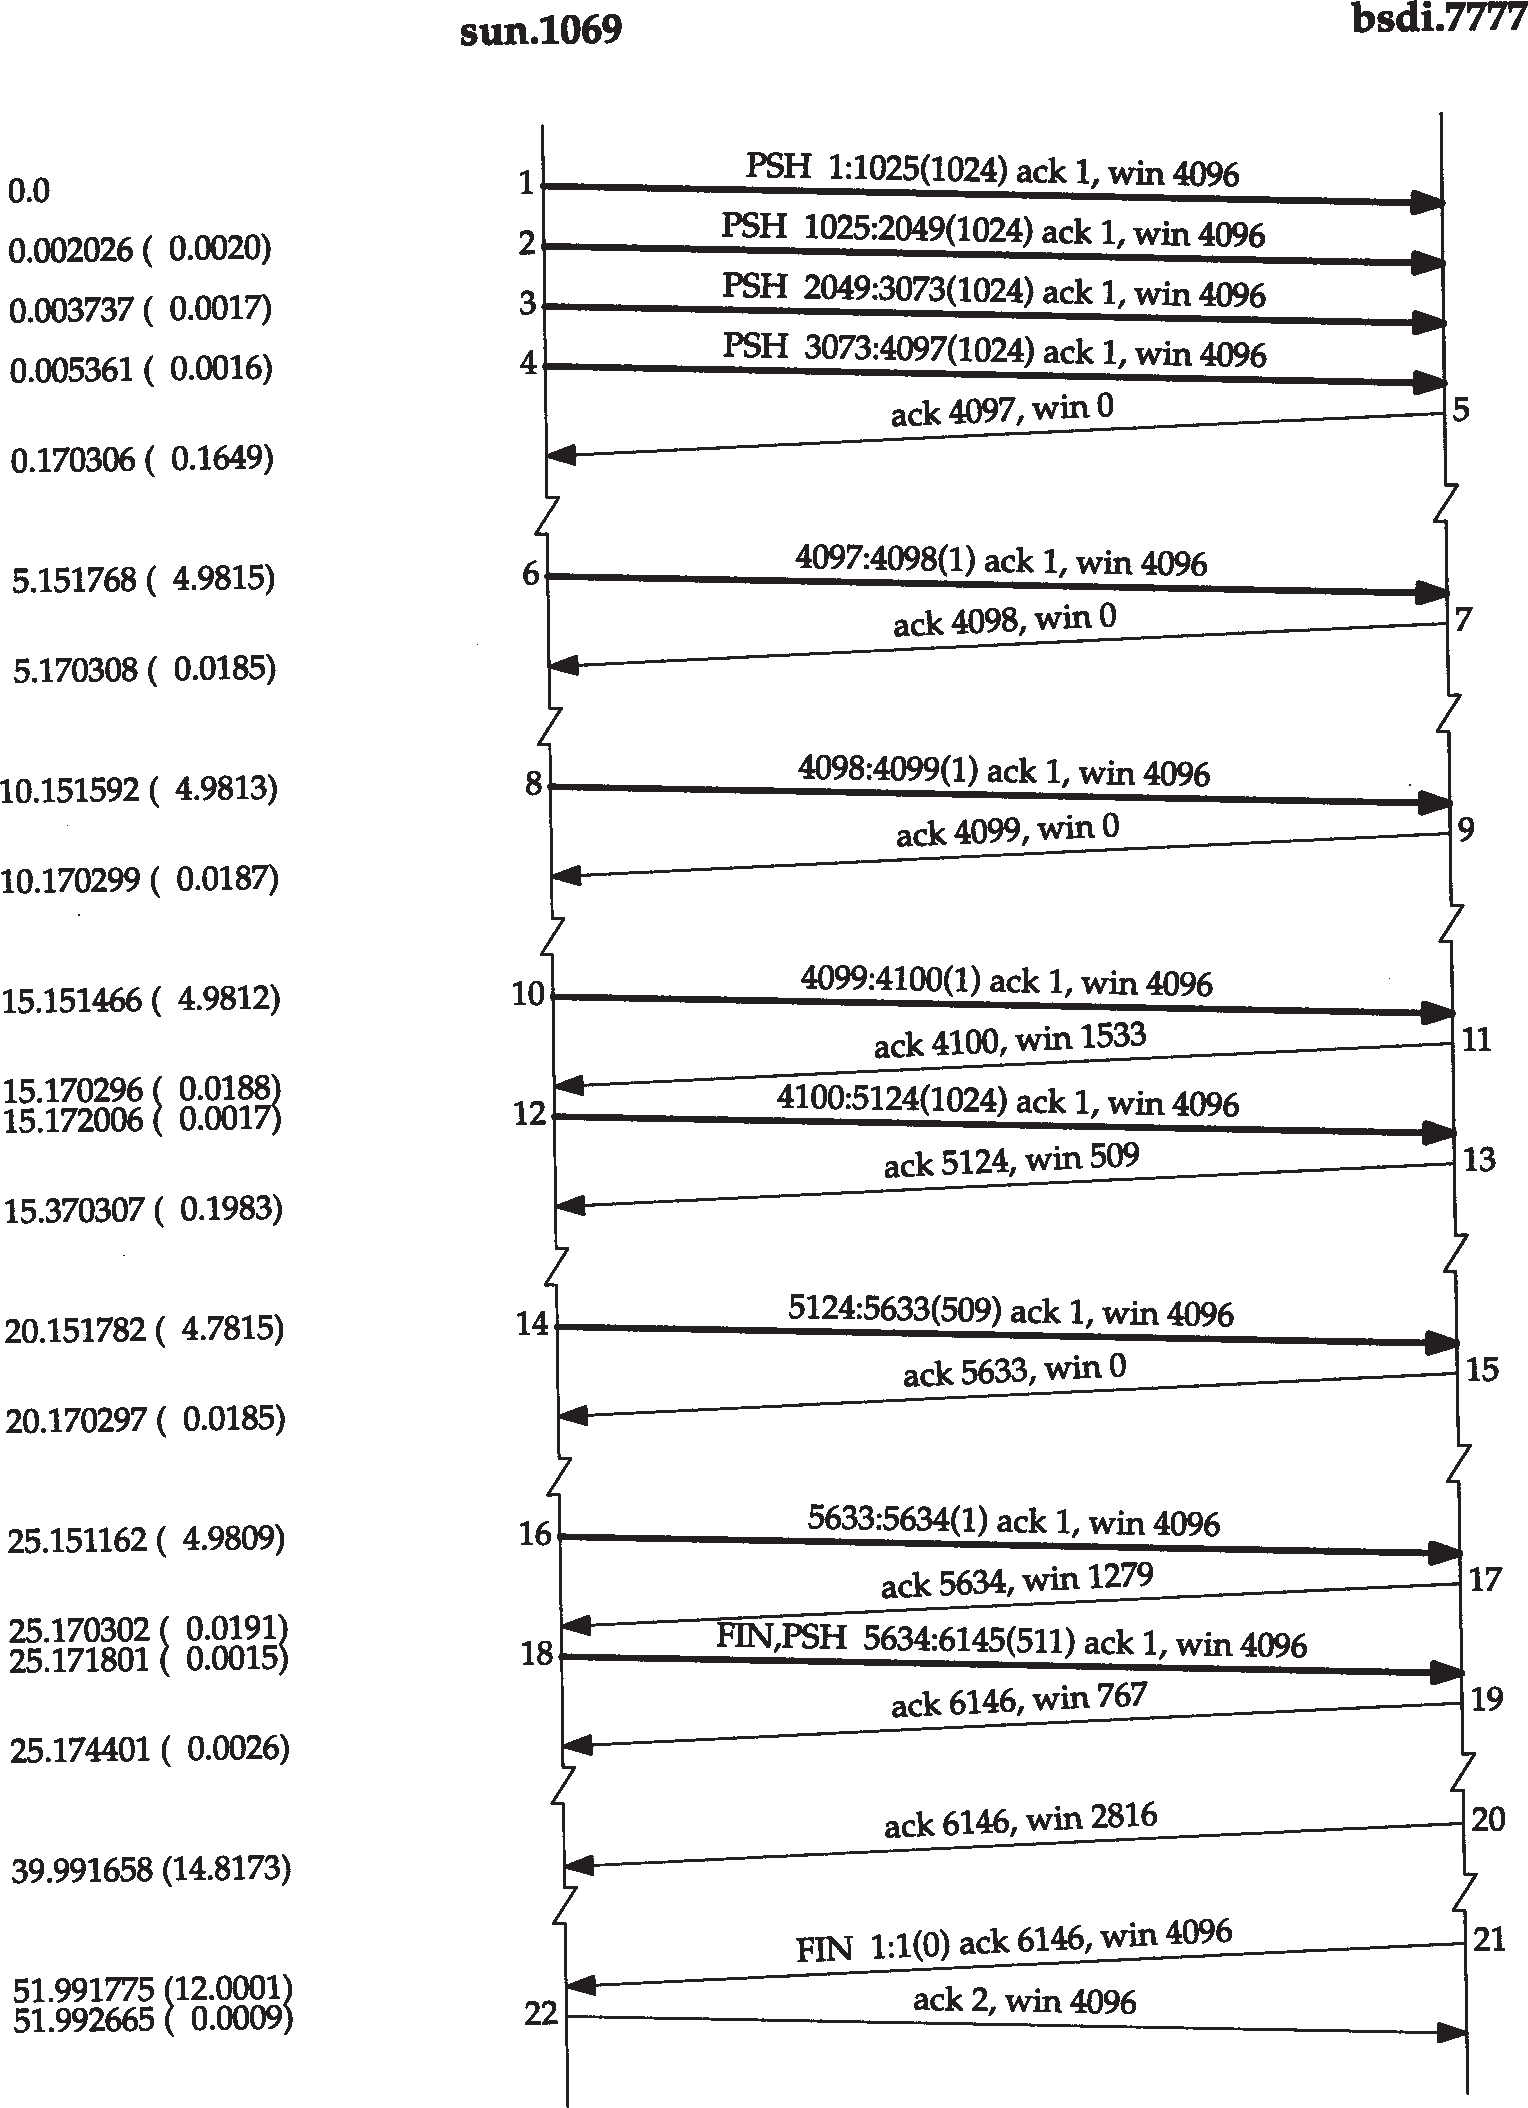 sun.1069 bsdi.7777
0.0 1 PSH 1:1025(1024) ack 1, win 4096
0.002026 ( 0.0020) 2 PSH 1025:2049(1024) ack 1, win 4096
0.003737 ( 0.0017) 3 PSH 2049:3073(1024) ack 1, win 4096
0.005361 ( 0.0016) 4 PSH 3073:4097(1024) ack 1, win 4096
0.170306 ( 0.1649) ack 4097, win 0 5
5.151768 ( 4.9815) 6 4097:4098(1) ack 1, win 4096
5.170308 ( 0.0185) ack 4098, win 0 7
10.151592 ( 4.9813) 8 4098:4099(1) ack 1, win 4096
10.170299 ( 0.0187) ack 4099, win 0 9
15.151466 ( 4.9812) 10 4099:4100(1) ack 1, win 4096
15.170296 ( 0.0188) ack 4100, win 1533 11
15.172006 ( 0.0017) 12 4100:5124(1024) ack 1, win 4096
15.370307 ( 0.1983) ack 5124, win 509 13
20.151782 ( 4.7815) 14 5124:5633(509) ack 1, win 4096
20.170297 ( 0.0185) ack 5633, win 0 15
25.151162 ( 4.9809) 16 5633:5634(1) ack 1, win 4096
25.170302 ( 0.0191) ack 5634, win 1279 17
25.171801 ( 0.0015) 18 FIN,PSH 5634:6145(511) ack 1, win 4096
25.174401 ( 0.0026) ack 6146, win 767 19
39.991658 (14.8173) ack 6146, win 2816 20
51.991775 (12.0001) FIN 1:1(0) ack 6146, win 4096 21
51.992665 ( 0.0009) 22 ack 2, win 4096